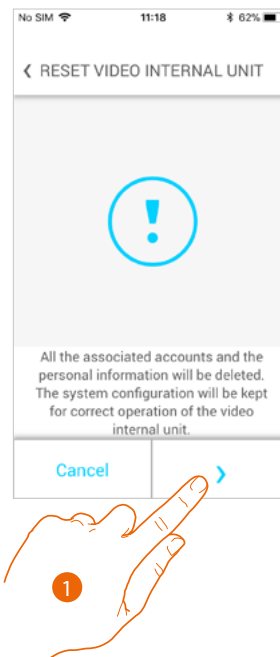 No SIM 11:18 62%
RESET VIDEO INTERNAL UNIT
All the associated accounts and the
personal information will be deleted.
The system configuration will be kept
for correct operation of the video
internal unit.
Cancel
1